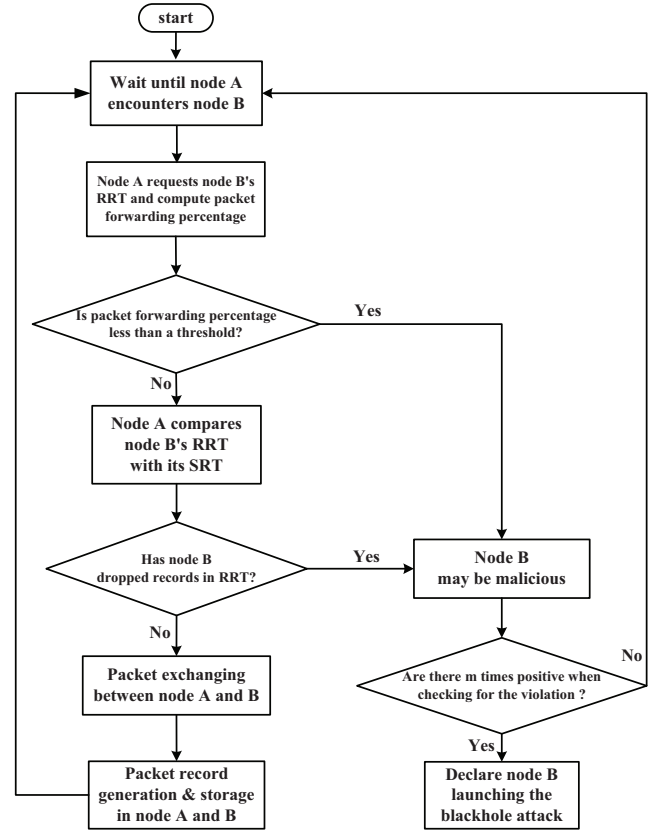 start
Wait until node A
encounters node B
Node A requests node B's
RRT and compute packet
forwarding percentage
Is packet forwarding percentage
less than a threshold?
Yes
No
Node A compares
node B's RRT
with its SRT
Has node B
dropped records in RRT?
Yes
Node B
may be malicious
No
Packet exchanging
between node A and B
Are there m times positive when
checking for the violation ?
No
Yes
Packet record
generation & storage
in node A and B
Declare node B
launching the
blackhole attack